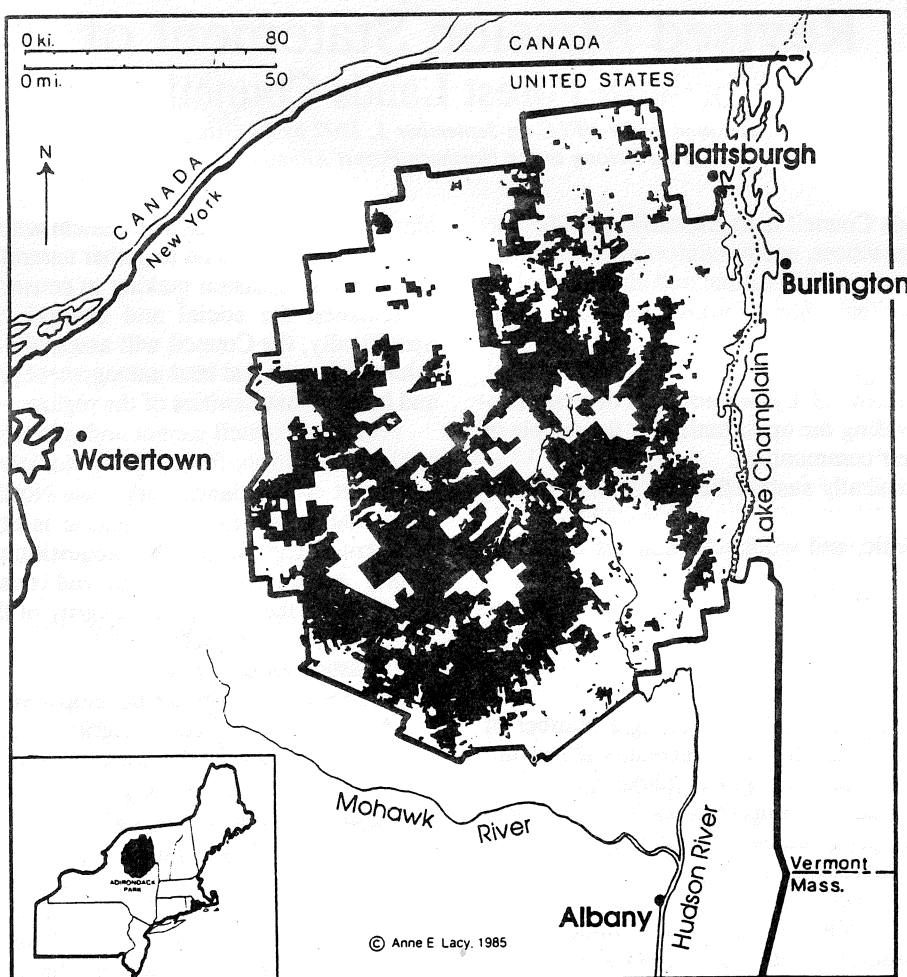 0 ki. 80
0 mi. 50
CANADA
UNITED STATES
N
CANADA
New York
Plattsburgh
Burlington
Watertown
Lake Champlain
Mohawk River
Hudson River
Vermont
Mass.
Albany
ADIRONDACK
PARK
© Anne E Lacy, 1985